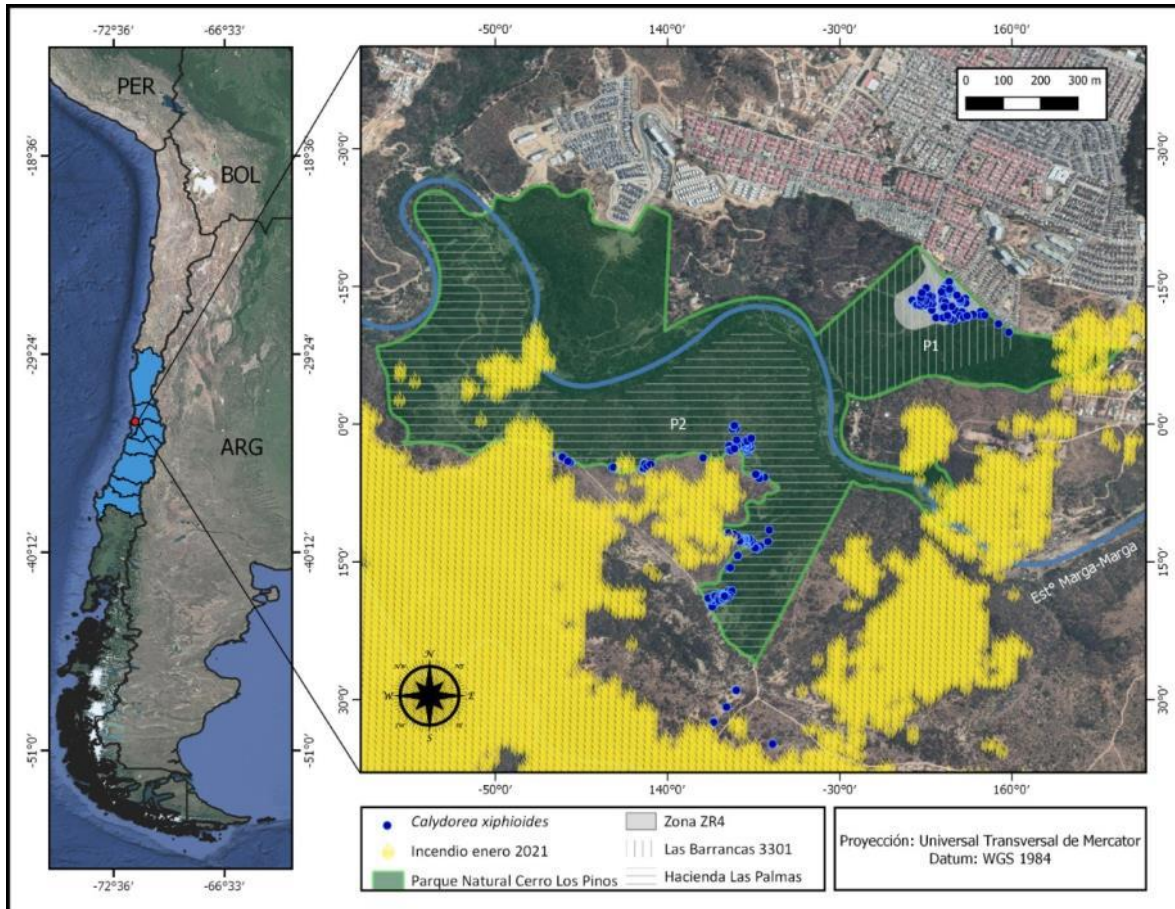 -72°36'
-66°33'
PER
BOL
ARG
-18°36'
-29°24'
-40°12'
-51°0'
-18°36'
-29°24'
-40°12'
-51°0'
-72°36'
-66°33'
-50°0'
140°0'
-30°0'
160°0'
0 100 200 300 m
-30°0'
-15°0'
0°0'
15°0'
30°0'
-30°0'
-15°0'
0°0'
15°0'
30°0'
P1
P2
Est° Marga-Marga
N
NE
E
SE
S
SW
W
NW
-50°0'
140°0'
-30°0'
160°0'
Calydorea xiphioides
Incendio enero 2021
Parque Natural Cerro Los Pinos
Zona ZR4
Las Barrancas 3301
Hacienda Las Palmas
Proyección: Universal Transversal de Mercator
Datum: WGS 1984